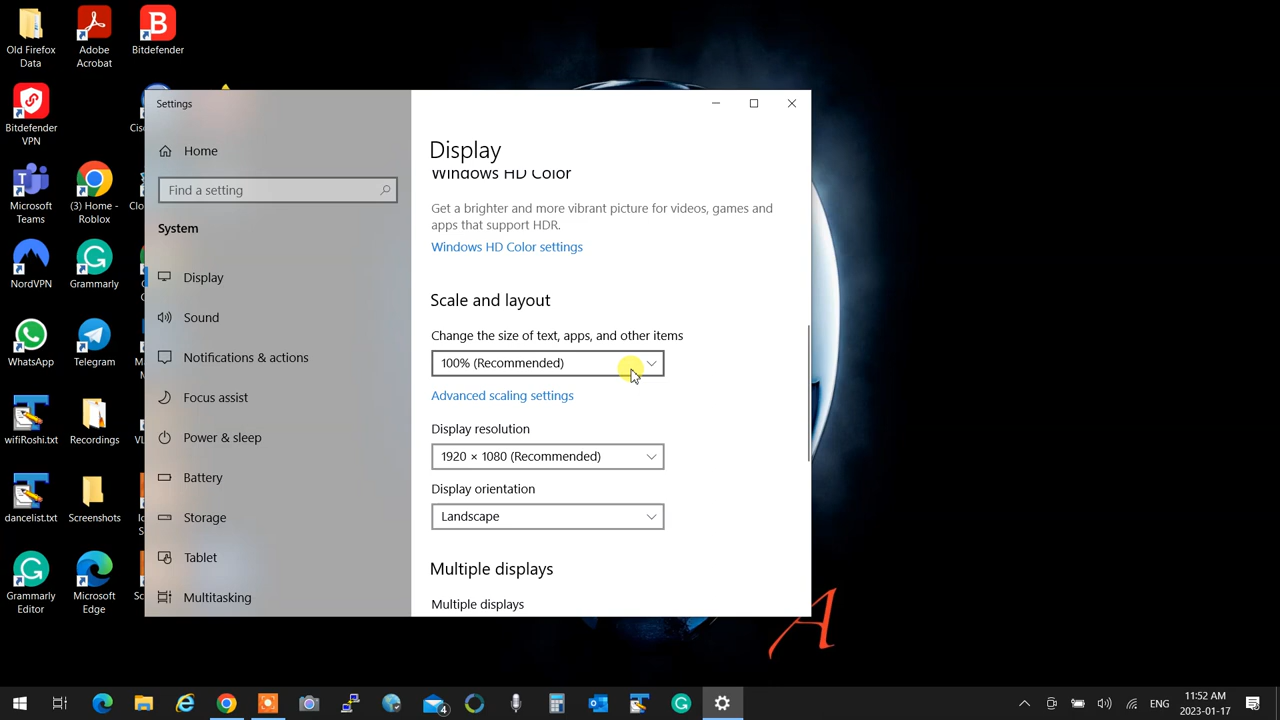 Old Firefox
Data
Adobe
Acrobat
Bitdefender
Bitdefender
VPN
Microsoft
Teams
(3) Home -
Roblox
NordVPN
Grammarly
WhatsApp
Telegram
wifiRoshi.txt
Recordings
dancelist.txt
Screenshots
Grammarly
Editor
Microsoft
Edge
Settings
Home
Find a setting
System
Display
Sound
Notifications & actions
Focus assist
Power & sleep
Battery
Storage
Tablet
Multitasking
Display
Windows HD Color
Get a brighter and more vibrant picture for videos, games and
apps that support HDR.
Windows HD Color settings
Scale and layout
Change the size of text, apps, and other items
100% (Recommended)
Advanced scaling settings
Display resolution
1920 × 1080 (Recommended)
Display orientation
Landscape
Multiple displays
Multiple displays
A
4
ENG
11:52 AM
2023-01-17